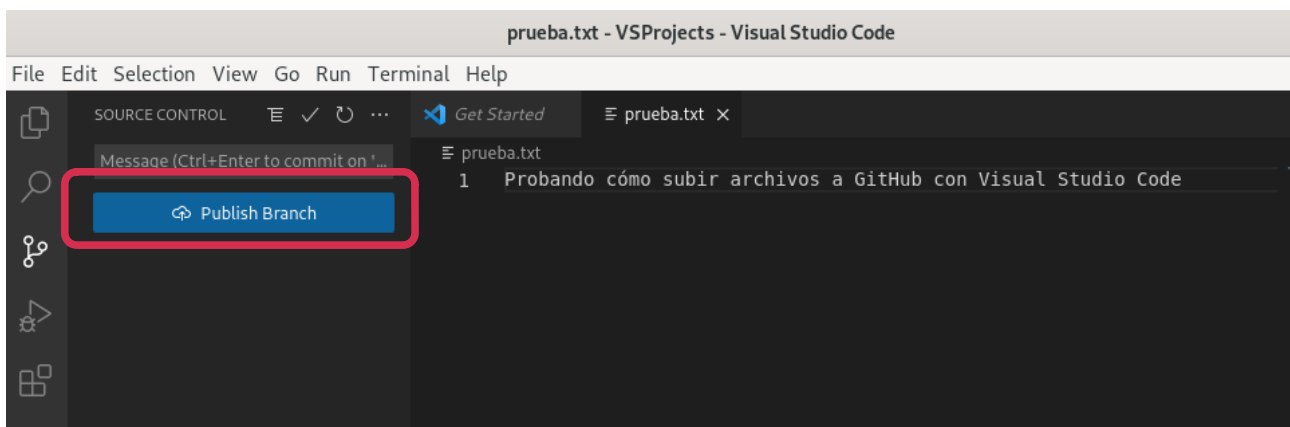 prueba.txt - VSProjects - Visual Studio Code
File Edit Selection View Go Run Terminal Help
SOURCE CONTROL
Get Started
prueba.txt
Message (Ctrl+Enter to commit on '...
Publish Branch
prueba.txt
1 Probando cómo subir archivos a GitHub con Visual Studio Code